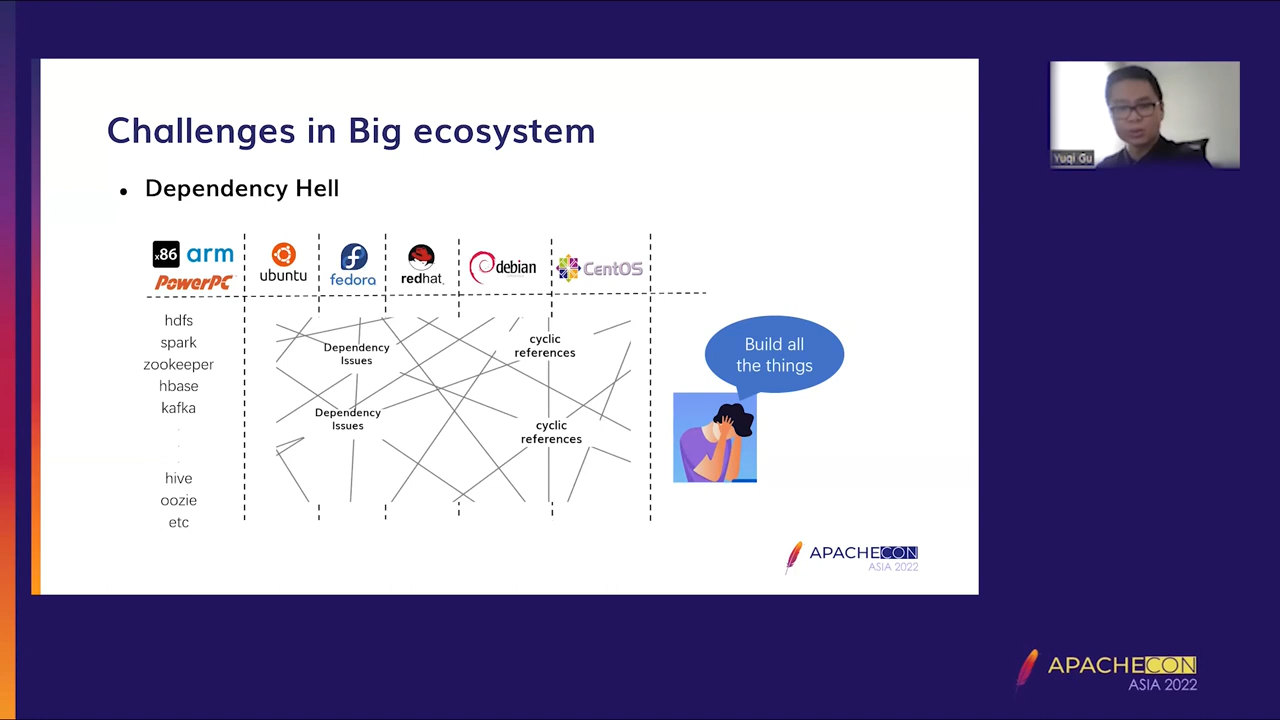 Challenges in Big ecosystem
• Dependency Hell
x86 arm
PowerPC
ubuntu
fedora
redhat
debian
CentOS
hdfs
spark
zookeeper
hbase
kafka
.
.
.
hive
oozie
etc
Dependency
Issues
cyclic
references
Dependency
Issues
cyclic
references
Build all
the things
APACHECON
ASIA 2022
Yuqi Gu
APACHECON
ASIA 2022